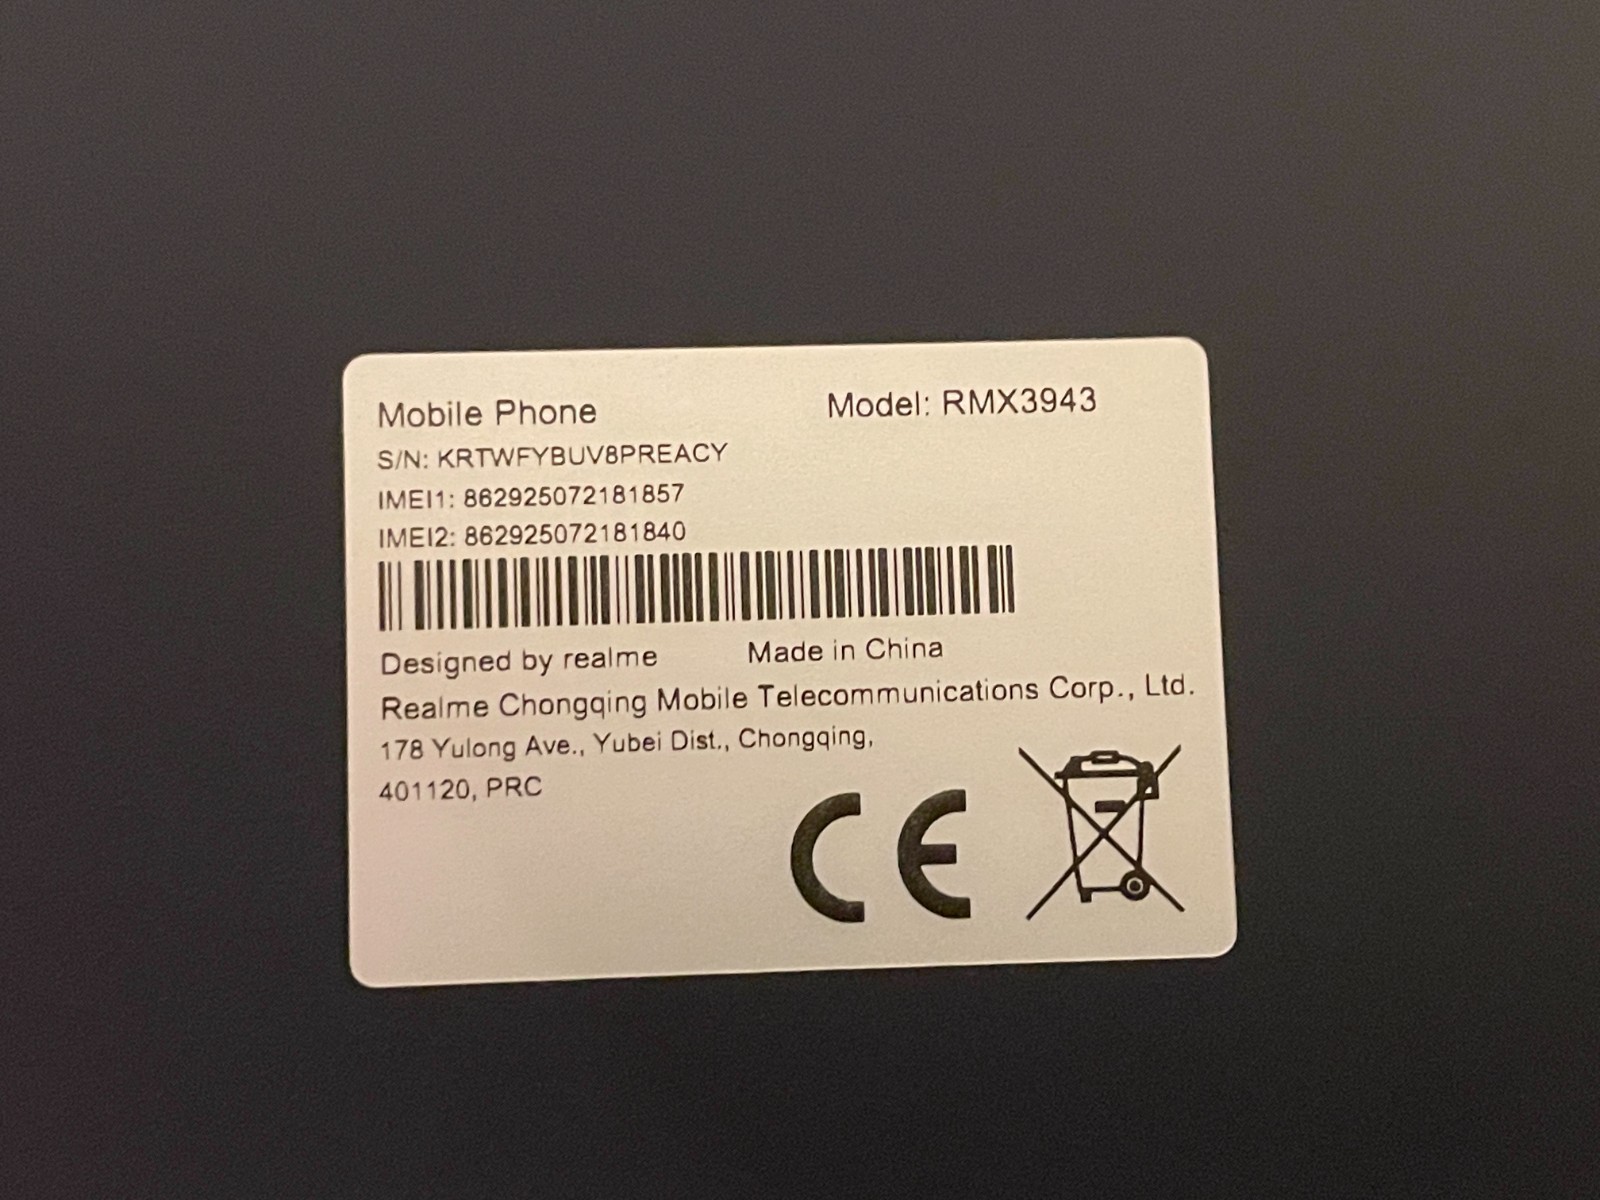 Mobile Phone Model: RMX3943
S/N: KRTWFYBUV8PREACY
IMEI1: 862925072181857
IMEI2: 862925072181840
Designed by realme Made in China
Realme Chongqing Mobile Telecommunications Corp., Ltd.
178 Yulong Ave., Yubei Dist., Chongqing,
401120, PRC
CE